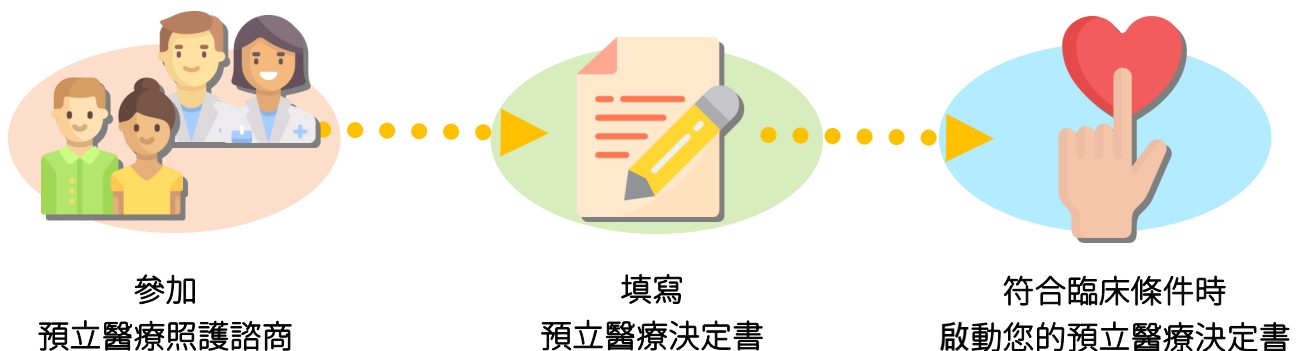 參加
預立醫療照護諮商
填寫
預立醫療決定書
符合臨床條件時
啟動您的預立醫療決定書